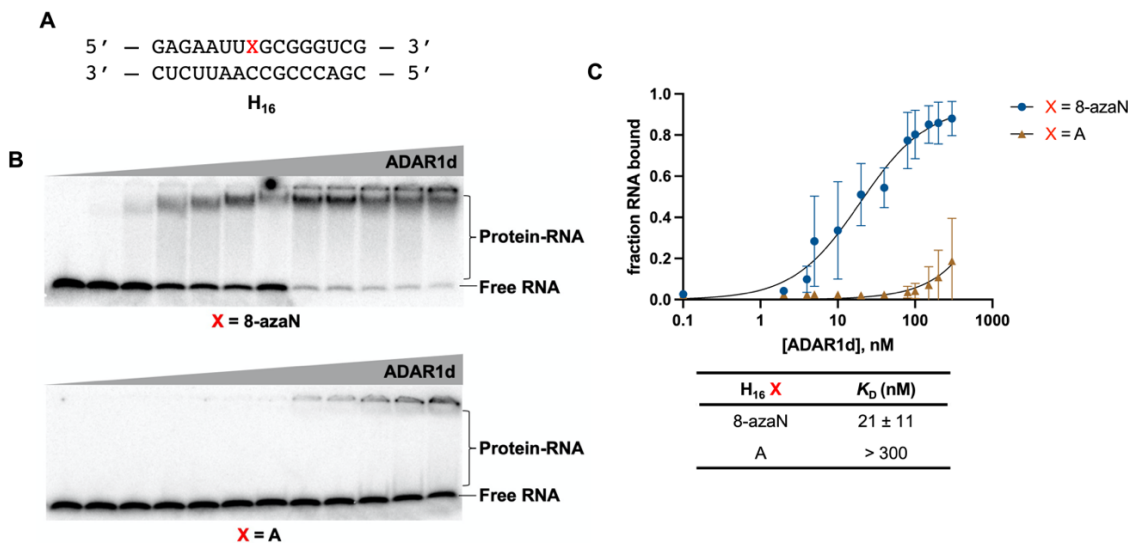 A
5′ — GAGAAUUXGCGGGUCG — 3′
3′ — CUCUUAACCGCCCAGC — 5′
H16
B
ADAR1d
Protein-RNA
Free RNA
X = 8-azaN
ADAR1d
Protein-RNA
Free RNA
X = A
C
fraction RNA bound
1.0
0.8
0.6
0.4
0.2
0.0
0.1 1 10 100 1000
[ADAR1d], nM
X = 8-azaN
X = A
H16 X KD (nM)
8-azaN 21 ± 11
A > 300